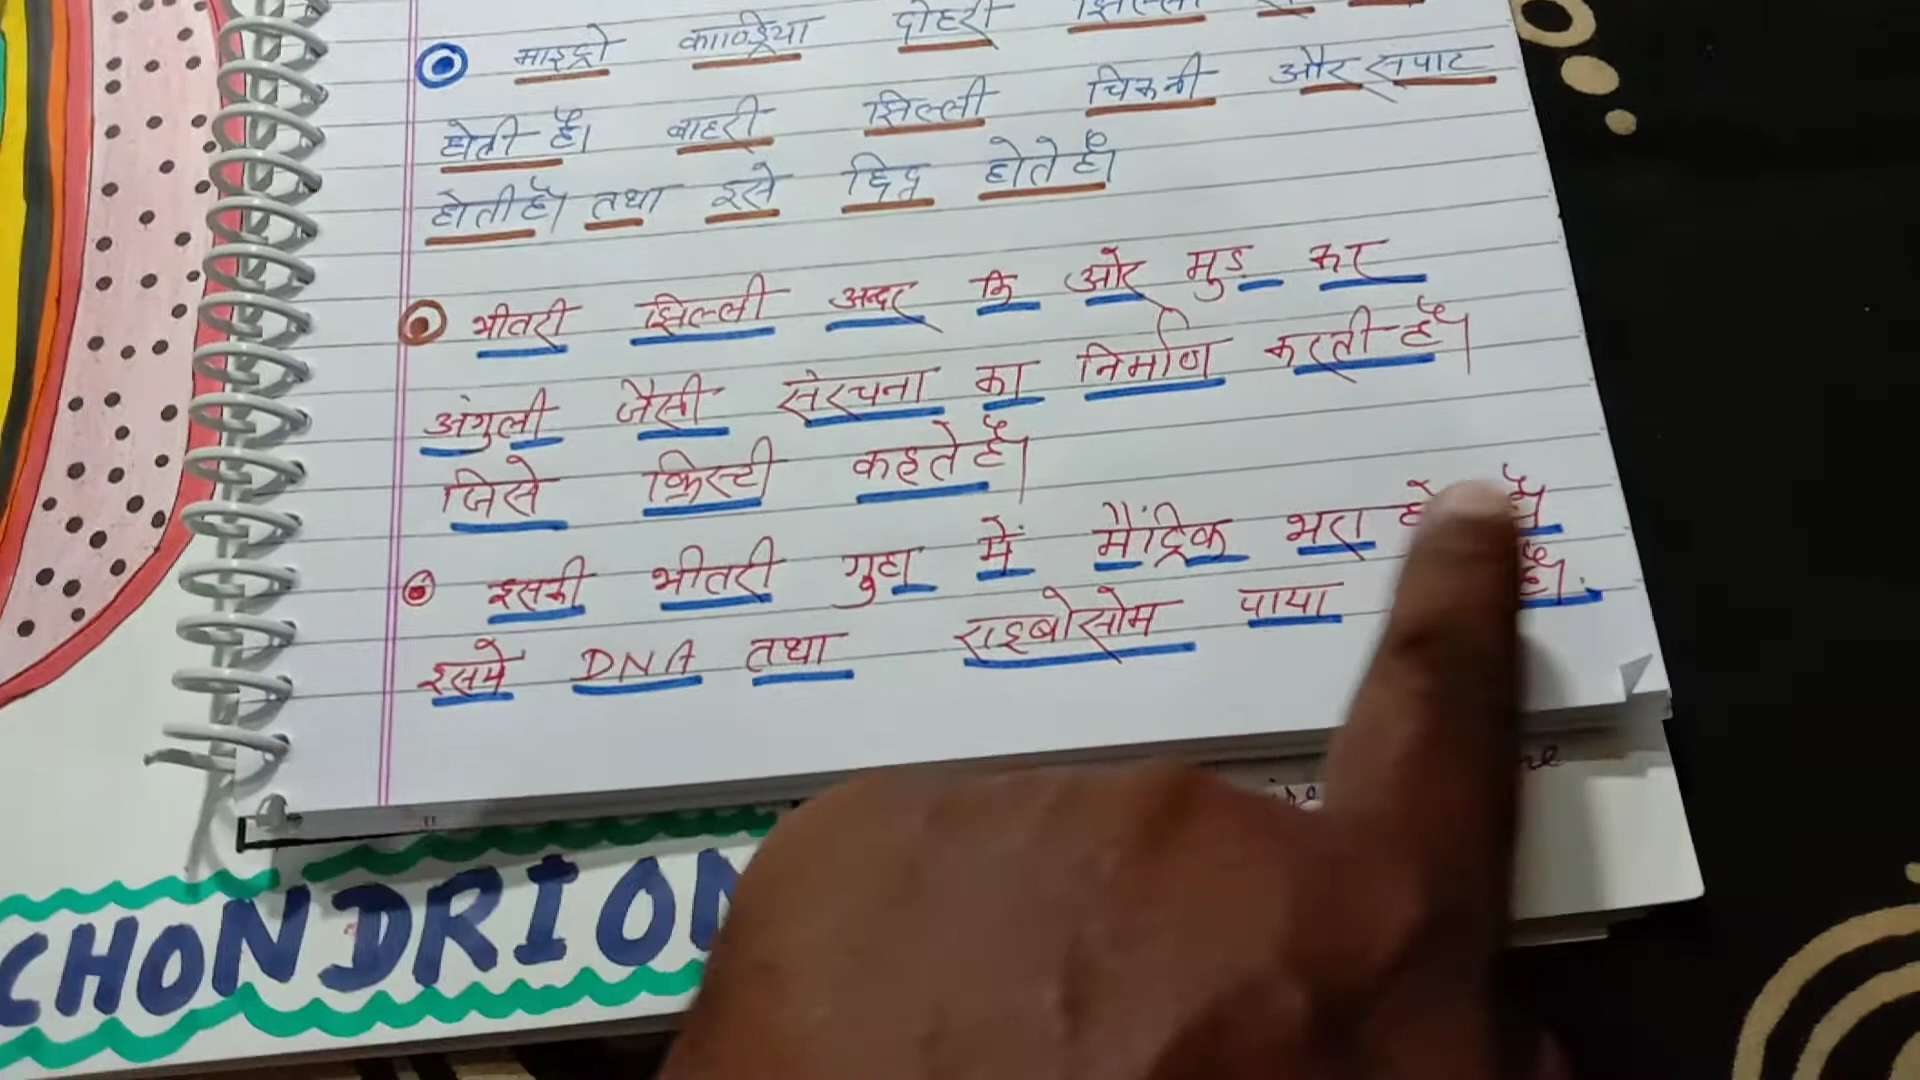 माइट्रो काण्ड्रिया दोहरी झिल्ली
होती है। बाहरी झिल्ली चिकनी और सपाट
होती है। तथा इसे छिद्र होते है।
भीतरी झिल्ली अन्दर कि ओर मुड़ कर
अंगुली जैसी संरचना का निर्माण करती है।
जिसे क्रिस्टी कहते है।
इसकी भीतरी गुहा में मैट्रिक भरा
इसमे DNA तथा राइबोसोम पाया है।
CHONDRION